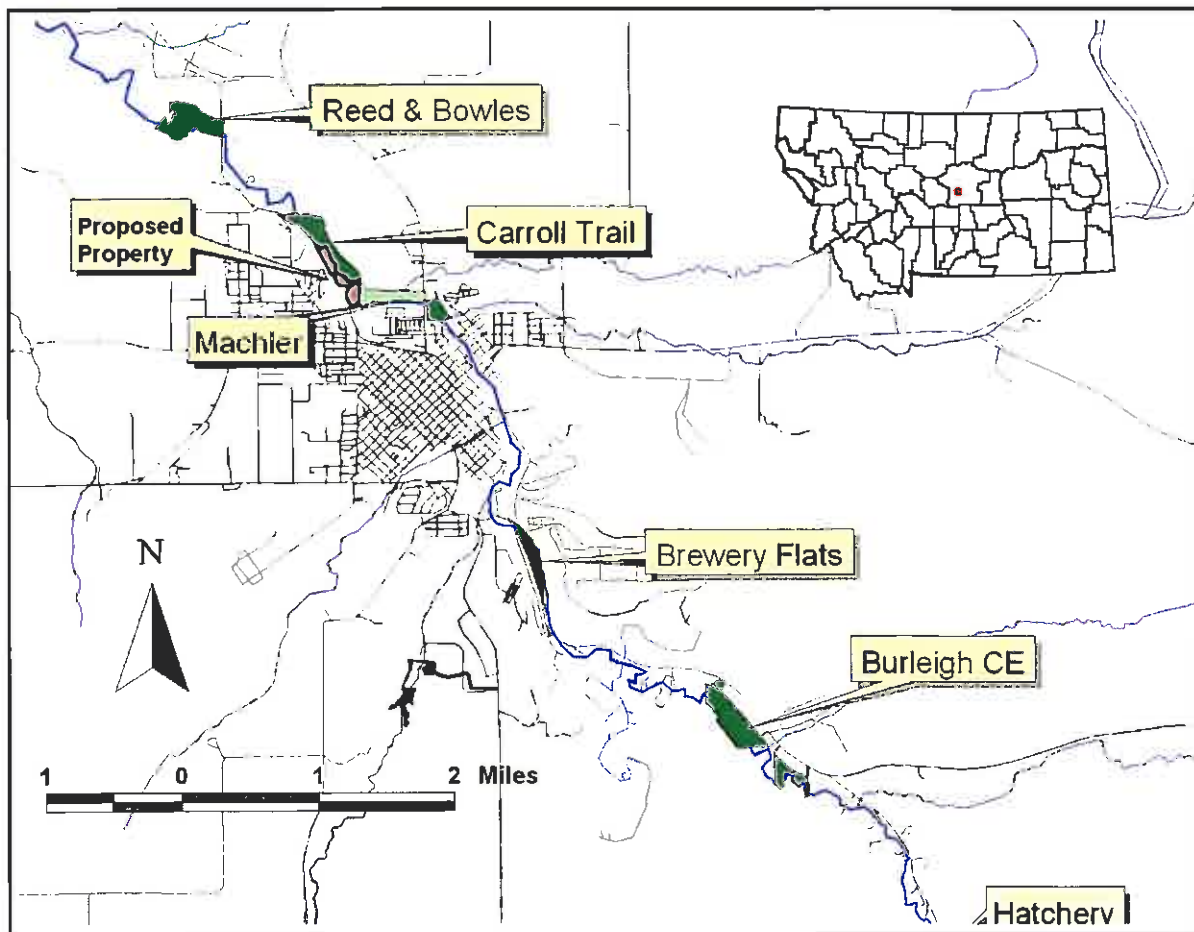 Reed & Bowles
Proposed
Property
Carroll Trail
Machler
Brewery Flats
N
Burleigh CE
1 0 1 2 Miles
Hatchery